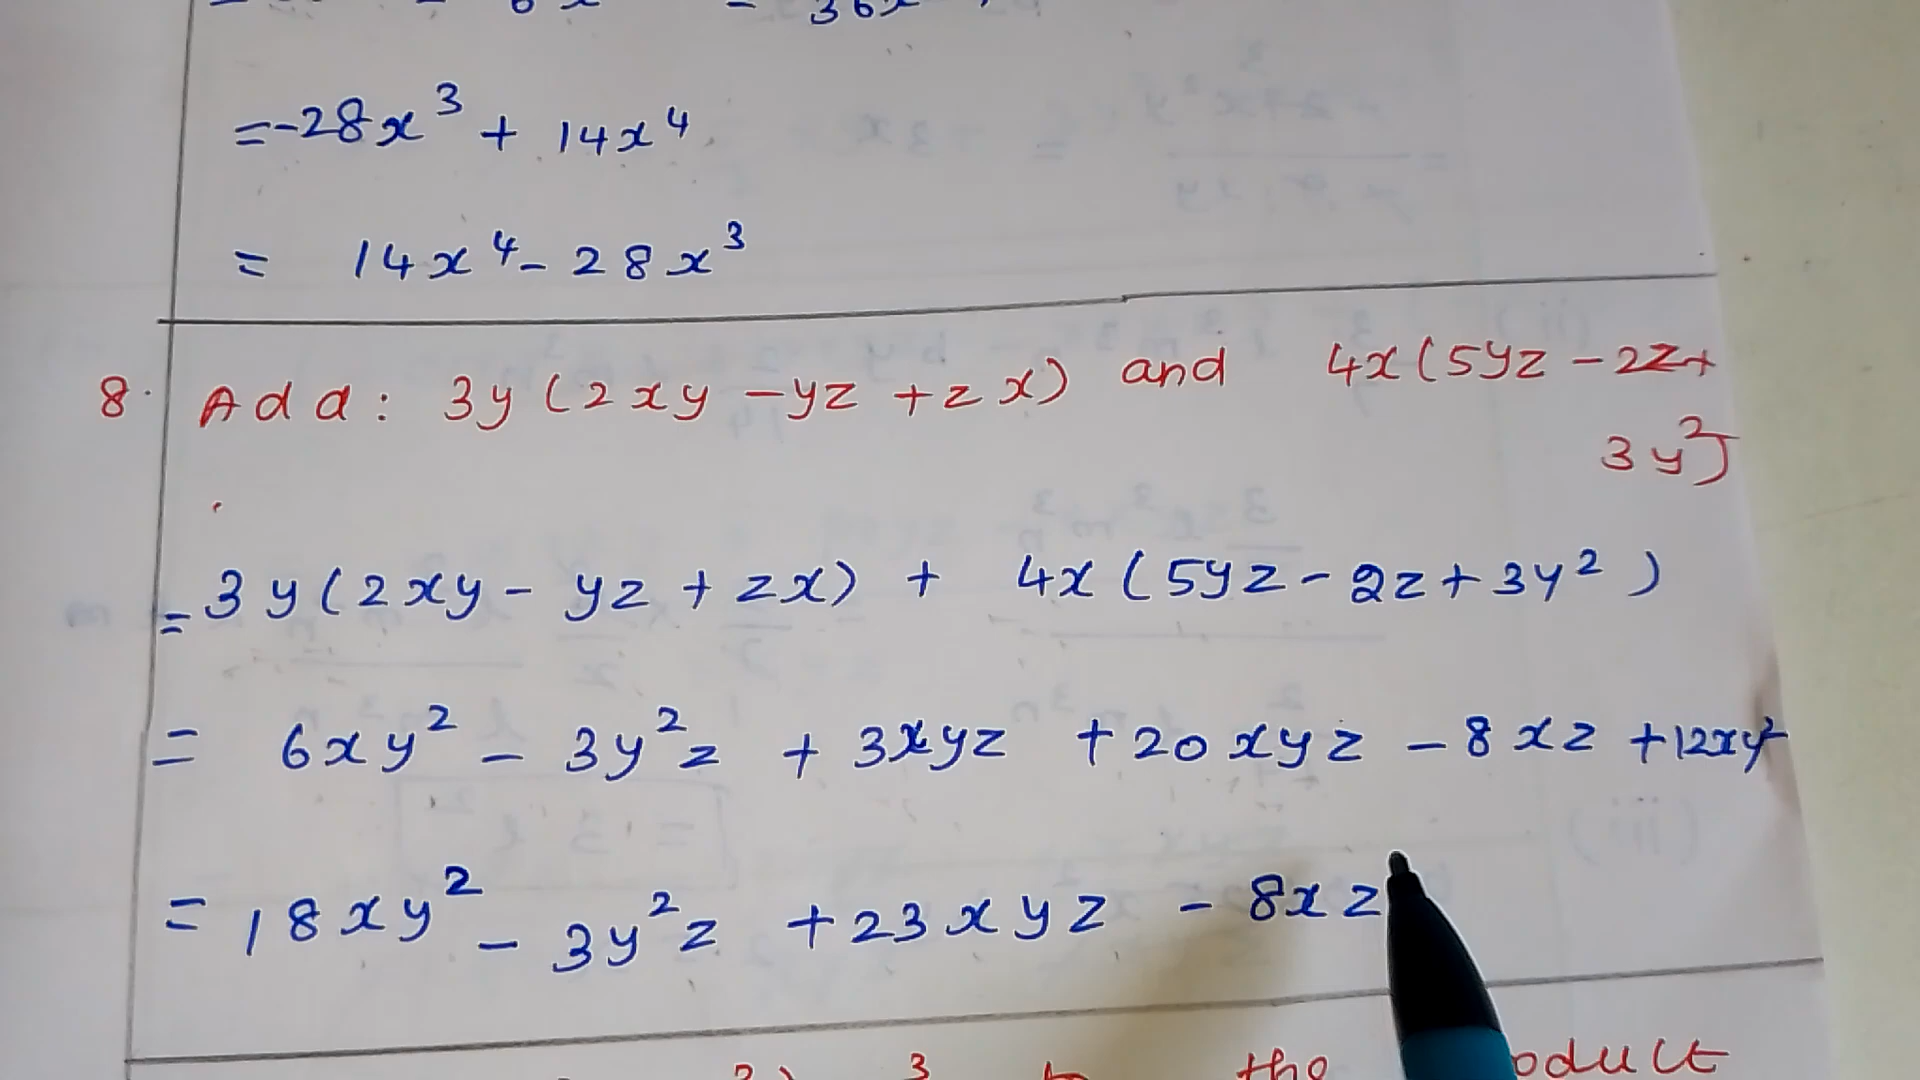 =-28x³ + 14x⁴
= 14x⁴ - 28x³
8. Add: 3y(2xy - yz + zx) and 4x(5yz - 2z +
3y²)
= 3y(2xy - yz + zx) + 4x(5yz - 2z + 3y²)
= 6xy² - 3y²z + 3xyz + 20xyz - 8xz + 12xy²
= 18xy² - 3y²z + 23xyz - 8xz
the